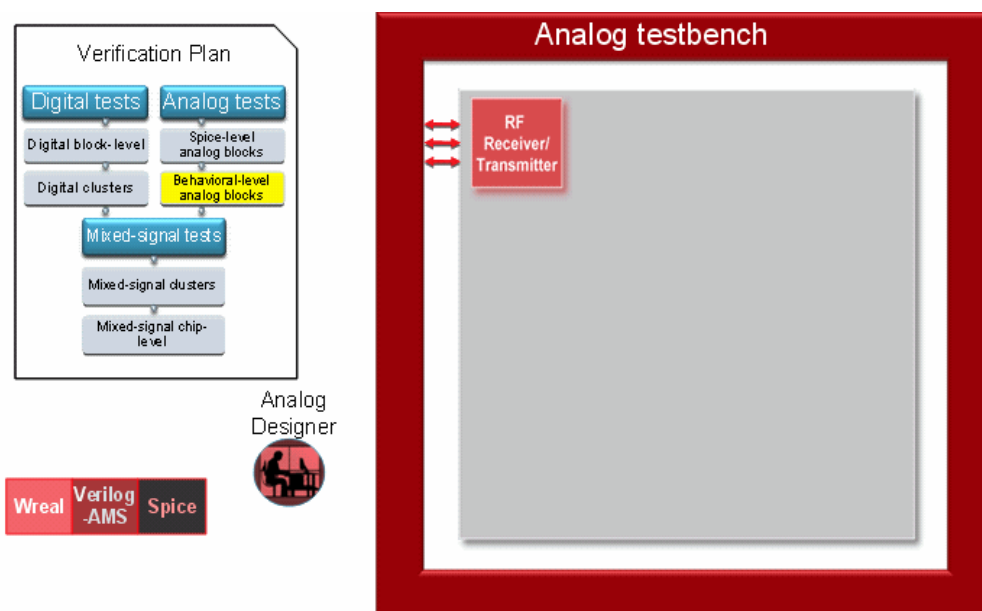 Verification Plan
Digital tests
Analog tests
Digital block-level
Spice-level
analog blocks
Digital clusters
Behavioral-level
analog blocks
Mixed-signal tests
Mixed-signal clusters
Mixed-signal chip-
level
Analog
Designer
Wreal
Verilog
-AMS
Spice
Analog testbench
RF
Receiver/
Transmitter